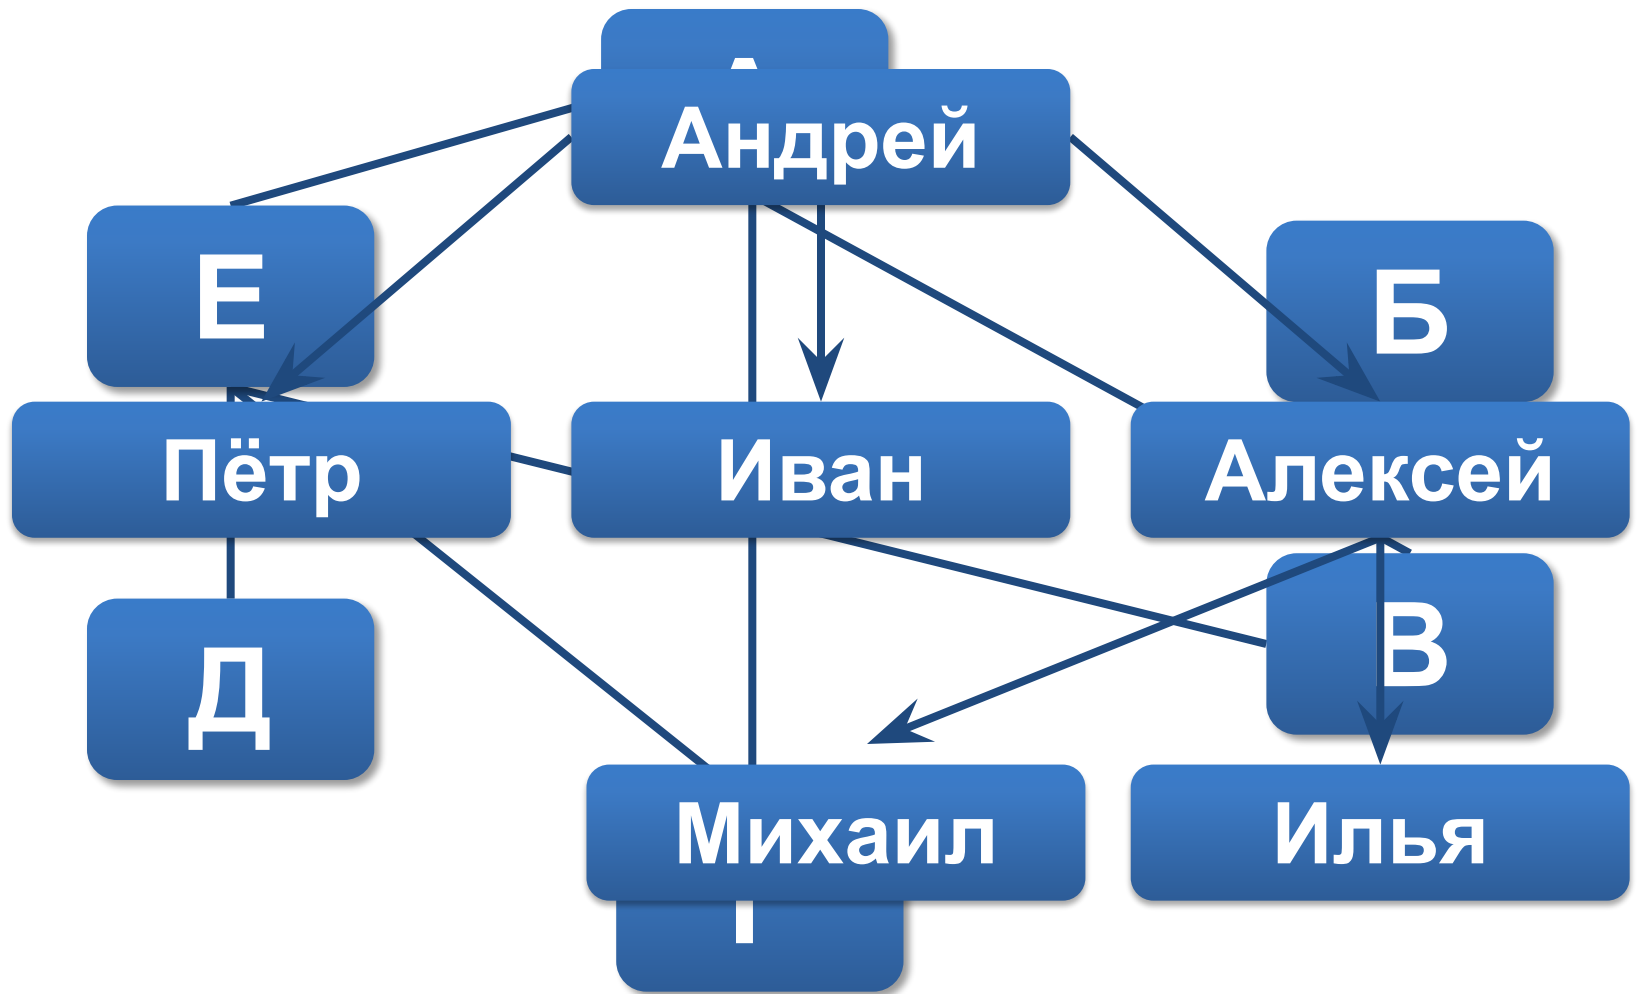 Андрей
Е
Б
Пётр
Иван
Алексей
В
Д
Михаил
Илья